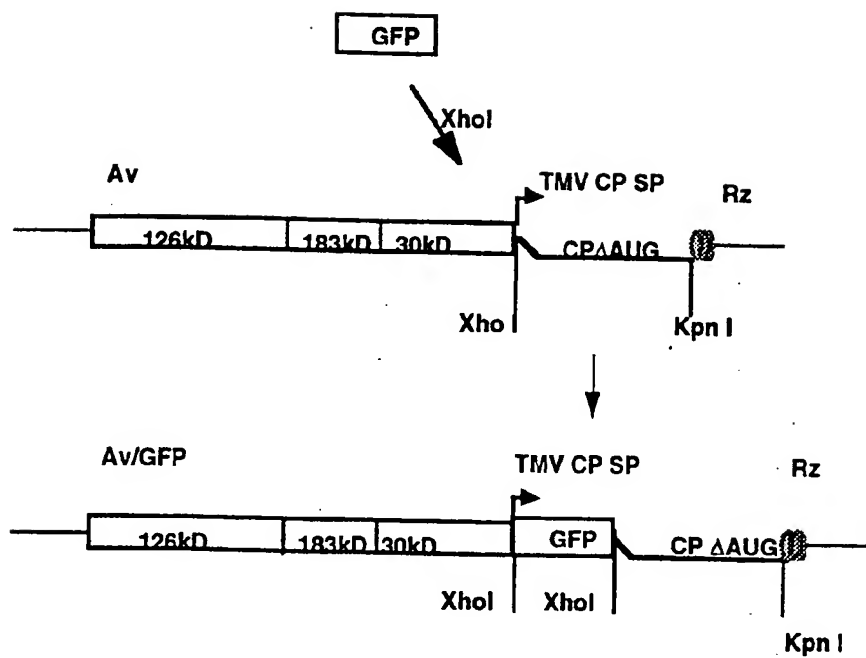 GFP
XhoI
Av
TMV CP SP
Rz
126kD
183kD
30kD
CPΔAUG
Xho I
Kpn I
Av/GFP
TMV CP SP
Rz
126kD
183kD
30kD
GFP
CP ΔAUG
XhoI
XhoI
Kpn I